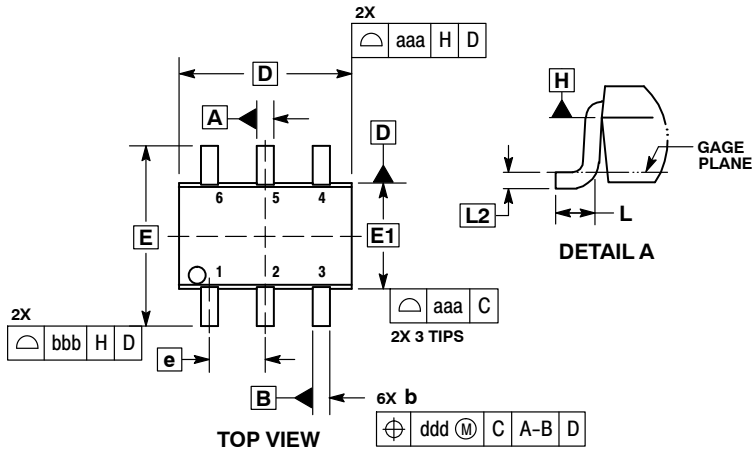 2X
⌓ aaa H D
D
A
D
H
GAGE
PLANE
6 5 4
L2
L
E
E1
DETAIL A
1 2 3
⌓ aaa C
2X 3 TIPS
2X
⌓ bbb H D
e
B
6X b
TOP VIEW
⌖ ddd Ⓜ C A–B D